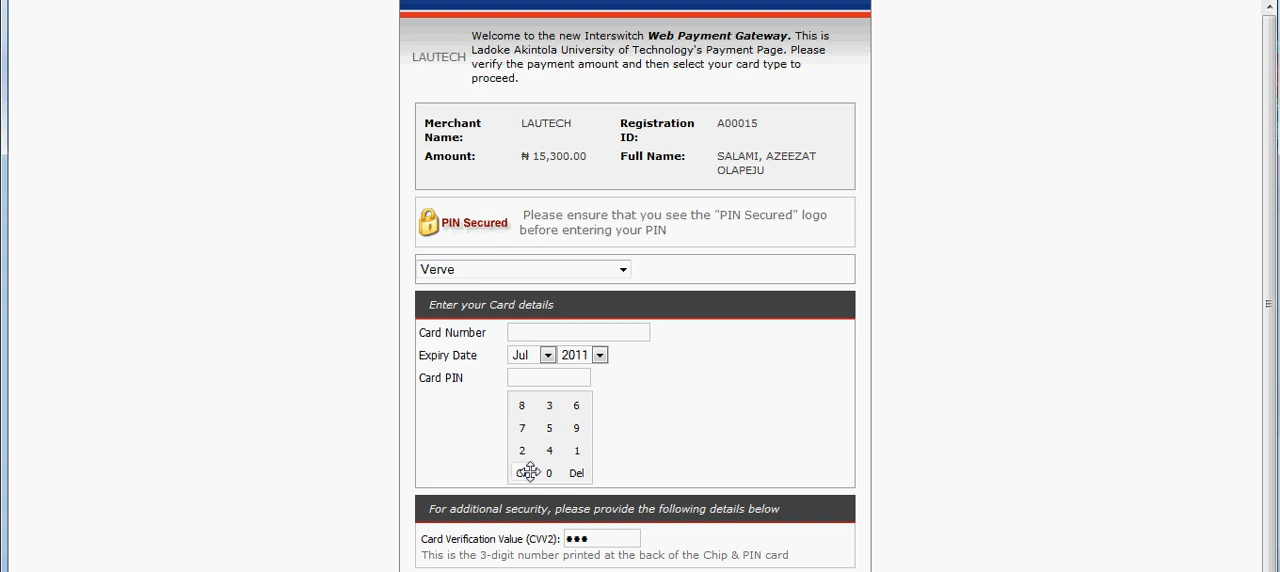 Welcome to the new Interswitch Web Payment Gateway. This is
LAUTECH Ladoke Akintola University of Technology's Payment Page. Please
verify the payment amount and then select your card type to
proceed.
Merchant Name: LAUTECH Registration ID: A00015
Amount: ₦ 15,300.00 Full Name: SALAMI, AZEEZAT OLAPEJU
PIN Secured Please ensure that you see the "PIN Secured" logo
before entering your PIN
Verve
Enter your Card details
Card Number
Expiry Date Jul 2011
Card PIN
8 3 6
7 5 9
2 4 1
0 Del
For additional security, please provide the following details below
Card Verification Value (CVV2): ●●●
This is the 3-digit number printed at the back of the Chip & PIN card